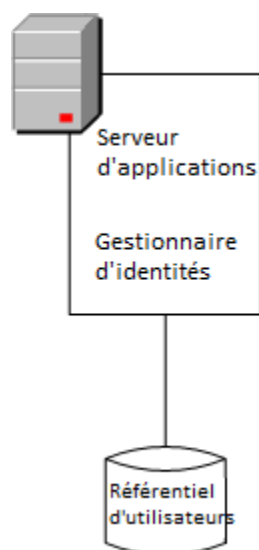 Serveur
d'applications
Gestionnaire
d'identités
Référentiel
d'utilisateurs